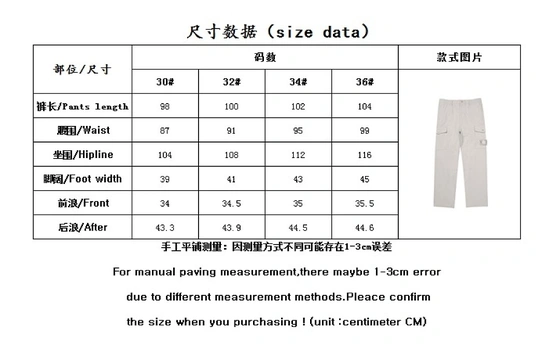 尺寸数据（size data）
部位/尺寸 码数 款式图片
30# 32# 34# 36#
裤长/Pants length 98 100 102 104
腰围/Waist 87 91 95 99
坐围/Hipline 104 108 112 116
脚阔/Foot width 39 41 43 45
前浪/Front 34 34.5 35 35.5
后浪/After 43.3 43.9 44.5 44.6
手工平铺测量：因测量方式不同可能存在1-3cm误差
For manual paving measurement,there maybe 1-3cm error
due to different measurement methods.Pleace confirm
the size when you purchasing！(unit :centimeter CM)